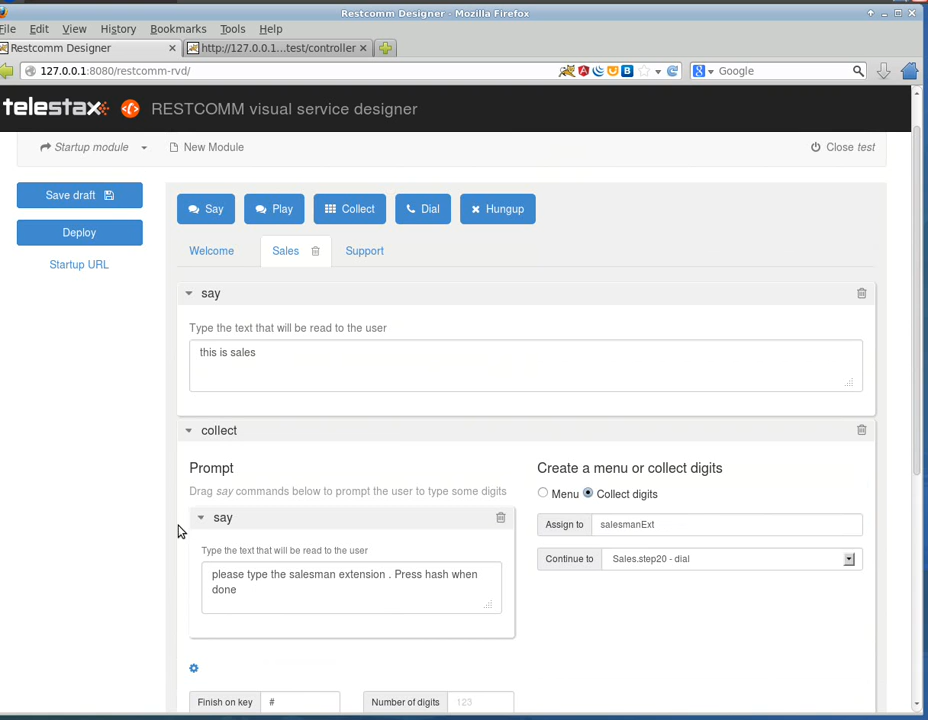 Restcomm Designer - Mozilla Firefox
File Edit View History Bookmarks Tools Help
Restcomm Designer http://127.0.0.1...test/controller
127.0.0.1:8080/restcomm-rvd/ Google
telestax RESTCOMM visual service designer
Startup module New Module Close test
Save draft
Deploy
Startup URL
Say Play Collect Dial Hungup
Welcome Sales Support
say
Type the text that will be read to the user
this is sales
collect
Prompt
Drag say commands below to prompt the user to type some digits
say
Type the text that will be read to the user
please type the salesman extension . Press hash when
done
Finish on key #
Number of digits 123
Create a menu or collect digits
Menu Collect digits
Assign to salesmanExt
Continue to Sales.step20 - dial